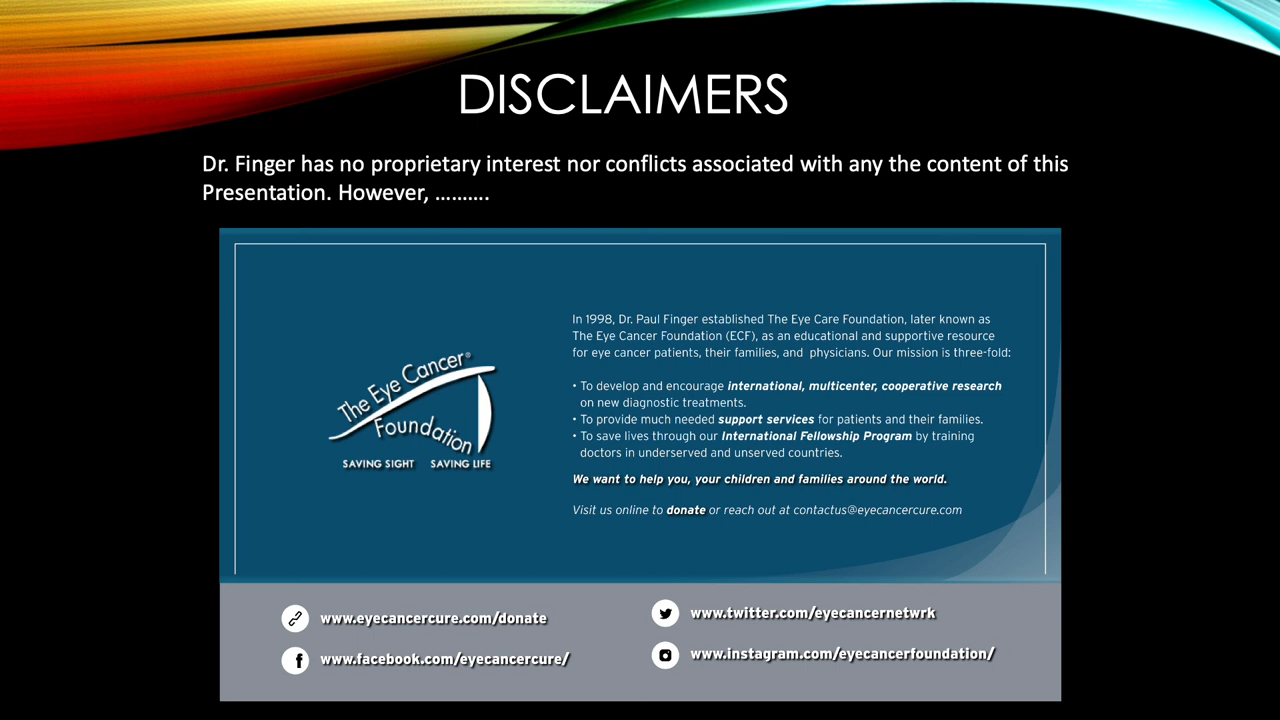 DISCLAIMERS
Dr. Finger has no proprietary interest nor conflicts associated with any the content of this
Presentation. However, ..........
The Eye Cancer®
Foundation
SAVING SIGHT SAVING LIFE
In 1998, Dr. Paul Finger established The Eye Care Foundation, later known as
The Eye Cancer Foundation (ECF), as an educational and supportive resource
for eye cancer patients, their families, and physicians. Our mission is three-fold:
• To develop and encourage international, multicenter, cooperative research
on new diagnostic treatments.
• To provide much needed support services for patients and their families.
• To save lives through our International Fellowship Program by training
doctors in underserved and unserved countries.
We want to help you, your children and families around the world.
Visit us online to donate or reach out at contactus@eyecancercure.com
www.eyecancercure.com/donate
www.facebook.com/eyecancercure/
www.twitter.com/eyecancernetwrk
www.instagram.com/eyecancerfoundation/